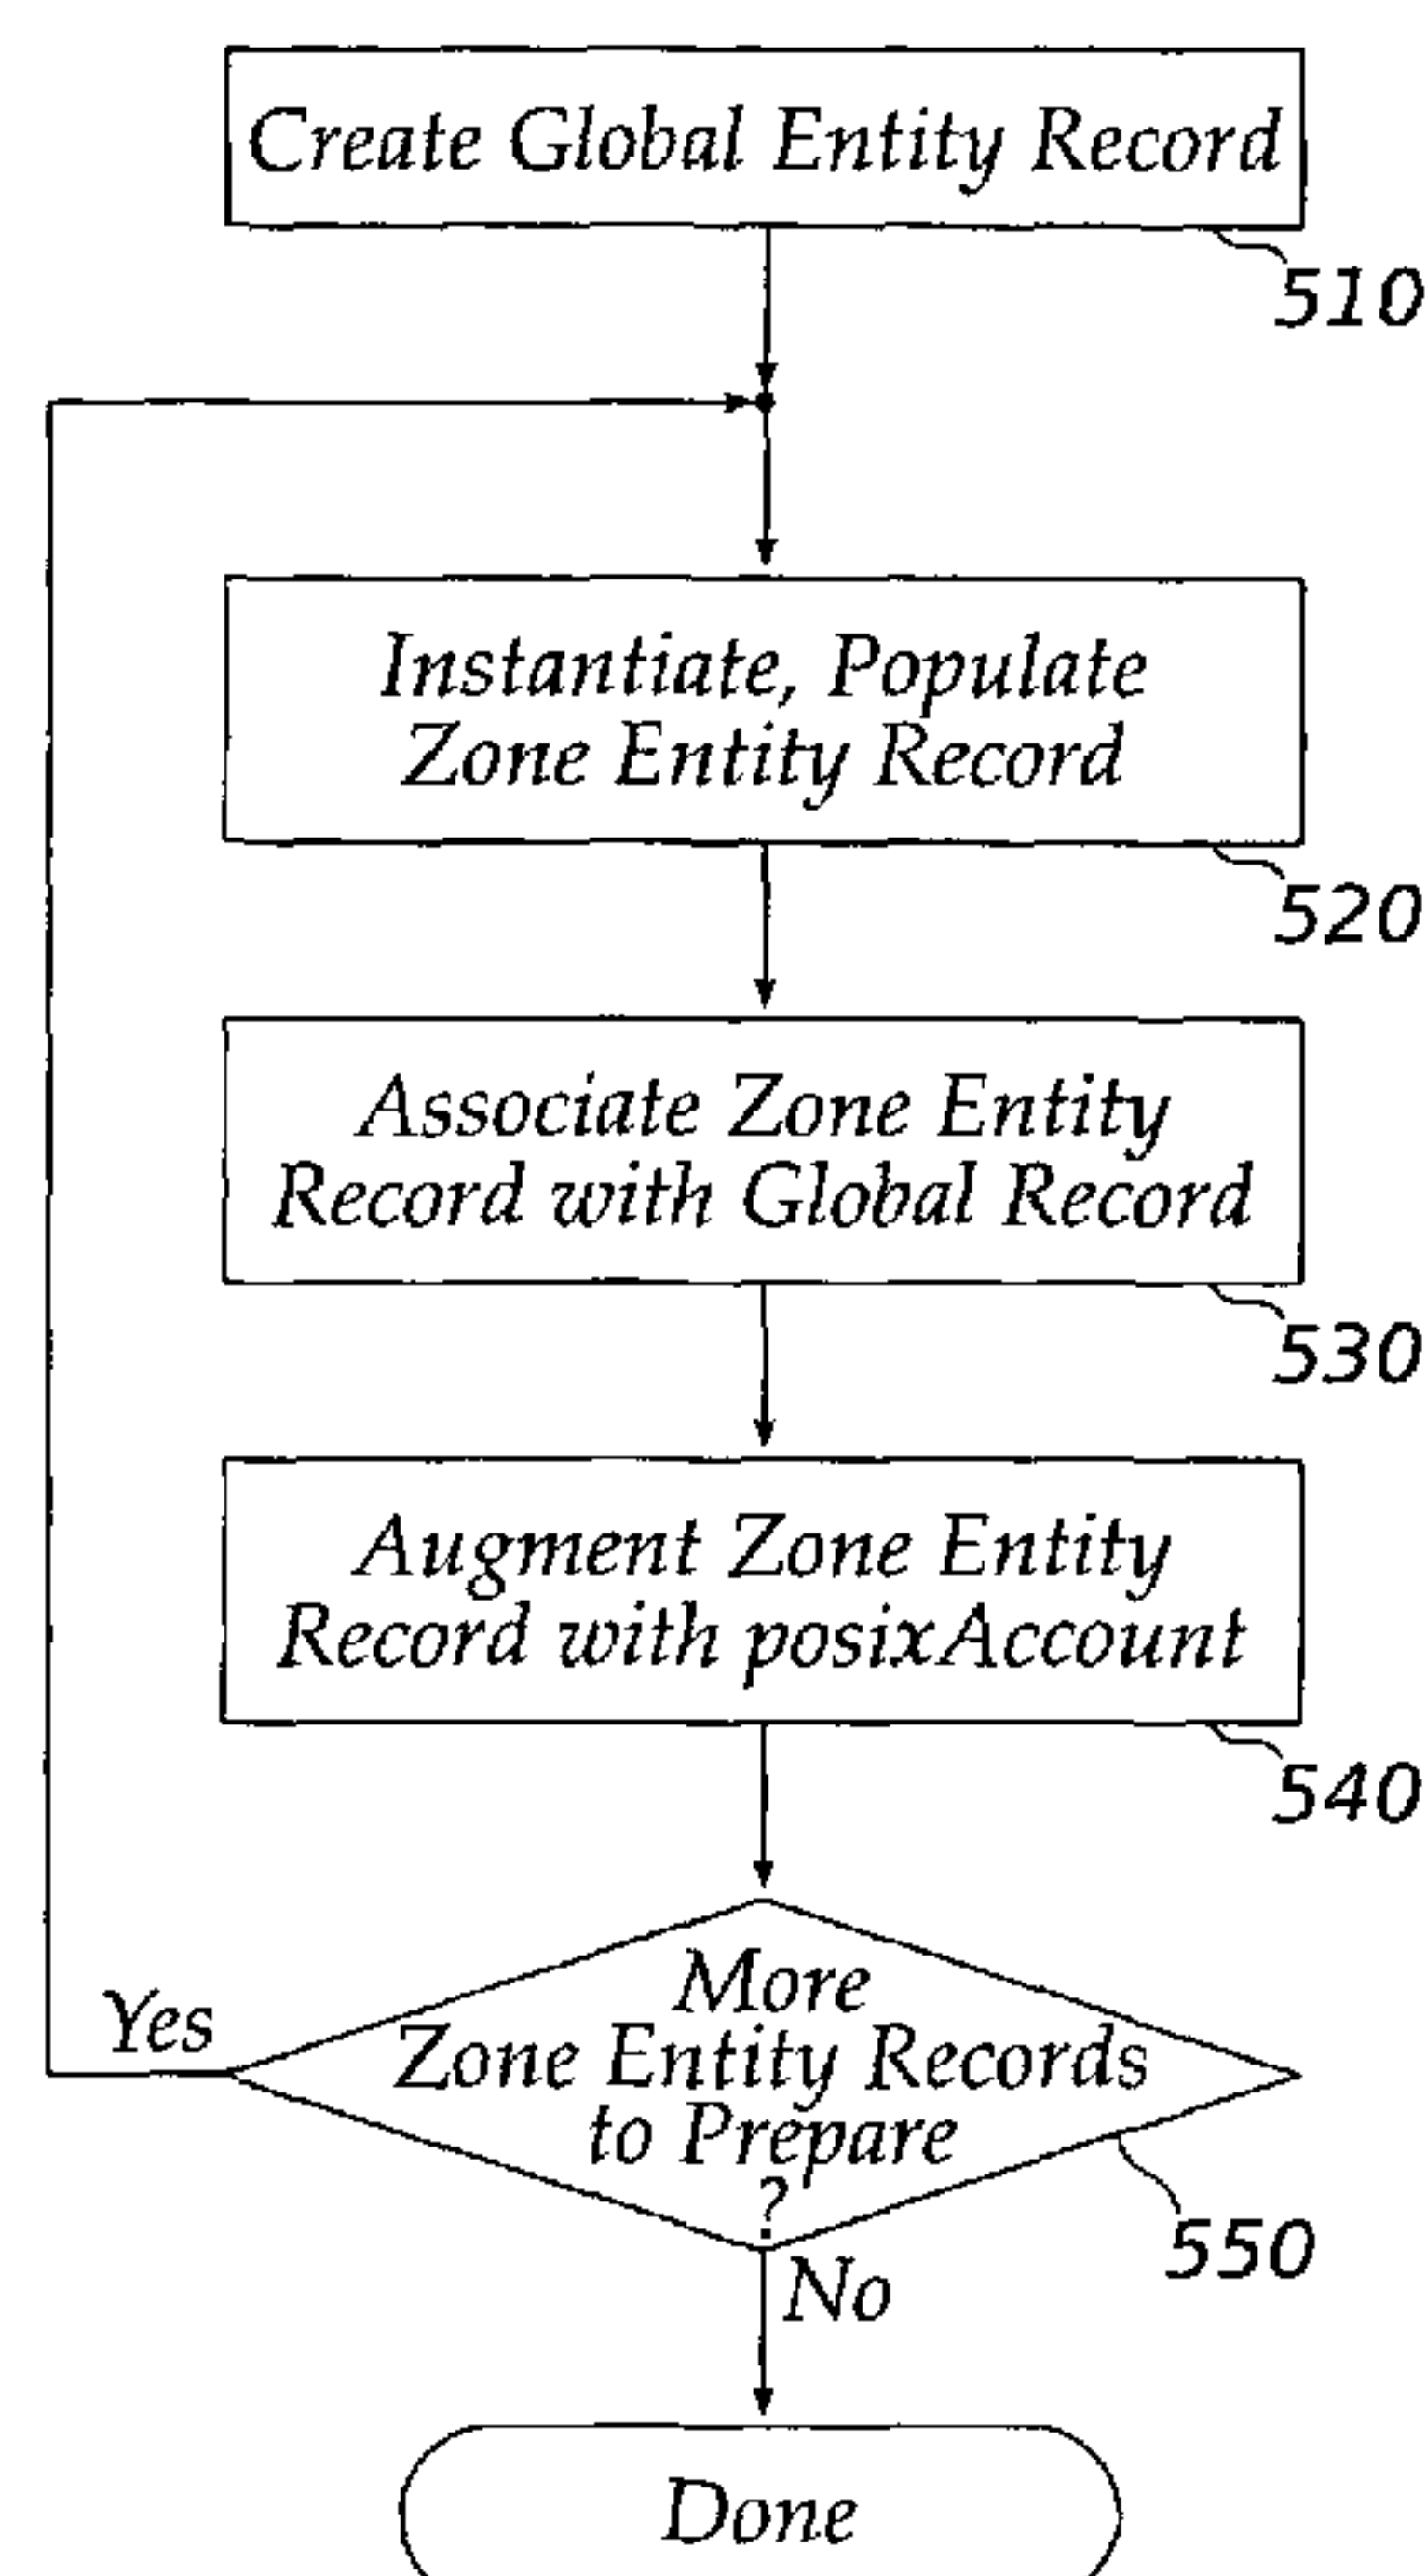 Create Global Entity Record
510
Instantiate, Populate
Zone Entity Record
520
Associate Zone Entity
Record with Global Record
530
Augment Zone Entity
Record with posixAccount
540
More
Zone Entity Records
to Prepare
?
Yes
550
No
Done